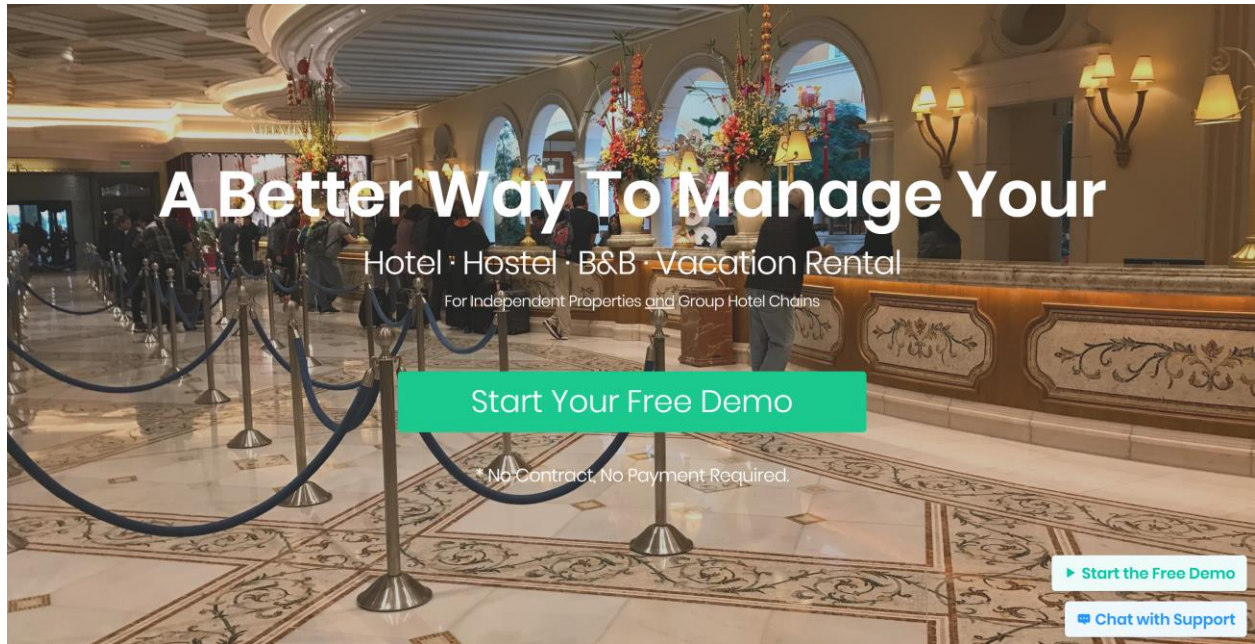 A Better Way To Manage Your
Hotel · Hostel · B&B · Vacation Rental
For Independent Properties and Group Hotel Chains
Start Your Free Demo
* No Contract, No Payment Required.
Start the Free Demo
Chat with Support